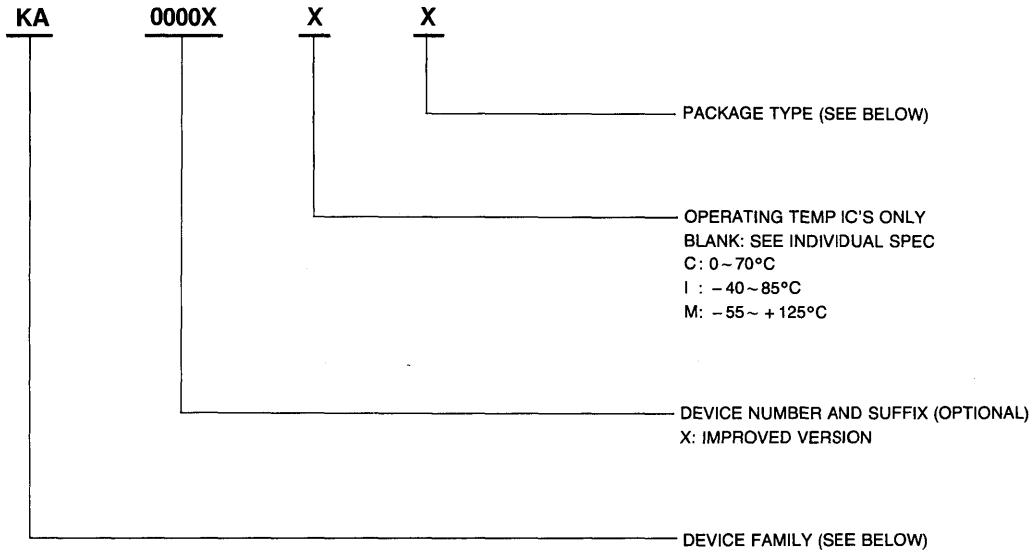 KA 0000X X X
PACKAGE TYPE (SEE BELOW)
OPERATING TEMP IC'S ONLY
BLANK: SEE INDIVIDUAL SPEC
C: 0~70°C
I : -40~85°C
M: -55~ +125°C
DEVICE NUMBER AND SUFFIX (OPTIONAL)
X: IMPROVED VERSION
DEVICE FAMILY (SEE BELOW)